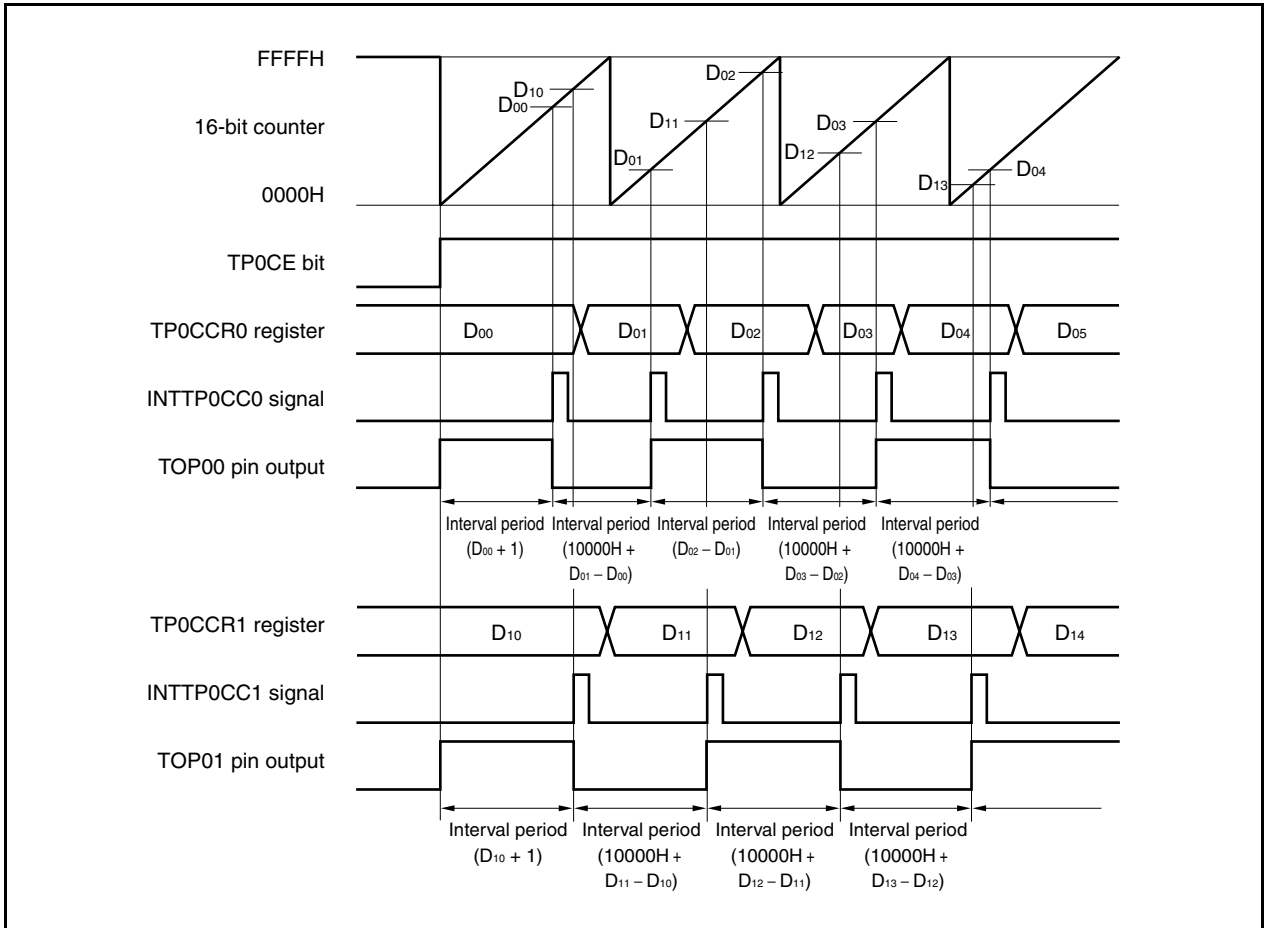 FFFFH
D10
D00
D02
16-bit counter
D11
D03
D01
D12
0000H
D13
D04
TP0CE bit
TP0CCR0 register
D00
D01
D02
D03
D04
D05
INTTP0CC0 signal
TOP00 pin output
Interval period
(D00 + 1)
Interval period
(10000H +
D01 – D00)
Interval period
(D02 – D01)
Interval period
(10000H +
D03 – D02)
Interval period
(10000H +
D04 – D03)
TP0CCR1 register
D10
D11
D12
D13
D14
INTTP0CC1 signal
TOP01 pin output
Interval period
(D10 + 1)
Interval period
(10000H +
D11 – D10)
Interval period
(10000H +
D12 – D11)
Interval period
(10000H +
D13 – D12)